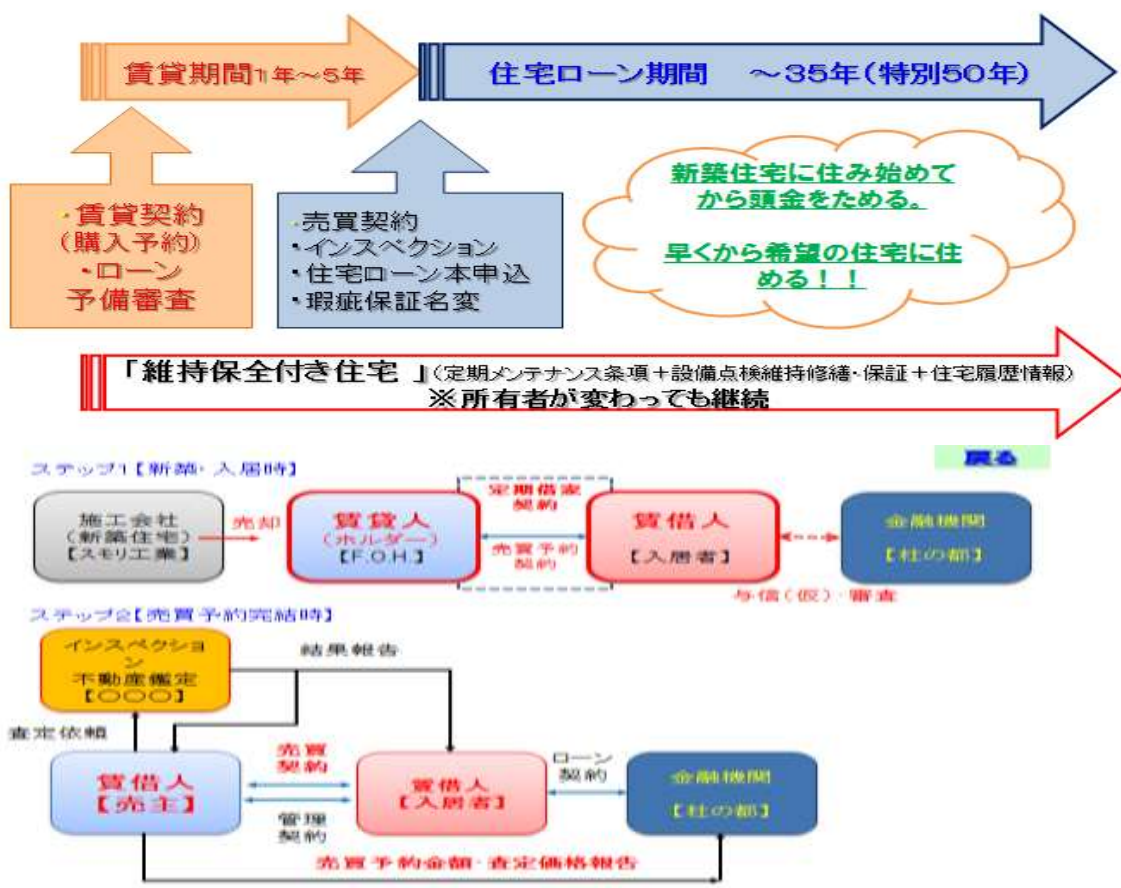 賃貸期間1年～5年
住宅ローン期間　～35年(特別50年)
・賃貸契約
(購入予約)
・ローン
予備審査
・売買契約
・インスペクション
・住宅ローン本申込
・瑕疵保証名変
新築住宅に住み始めて
から頭金をためる。
早くから希望の住宅に住
める！！
「維持保全付き住宅 」(定期メンテナンス条項＋設備点検維持修繕・保証＋住宅履歴情報)
※所有者が変わっても継続
ステップ1【新築・入居時】
戻る
施工会社
(新築住宅)
【スモリ工業】
売却
賃貸人
(ホルダー)
【F.O.H.】
定期借家
契約
売買予約
契約
賃借人
【入居者】
金融機関
【杜の都】
与信(仮)・審査
ステップ2【売買予約完結時】
インスペクショ
ン
不動産鑑定
【○○○】
結果報告
査定依頼
賃借人
【売主】
売買
契約
管理
契約
賃借人
【入居者】
ローン
契約
金融機関
【杜の都】
売買予約金額・査定価格報告